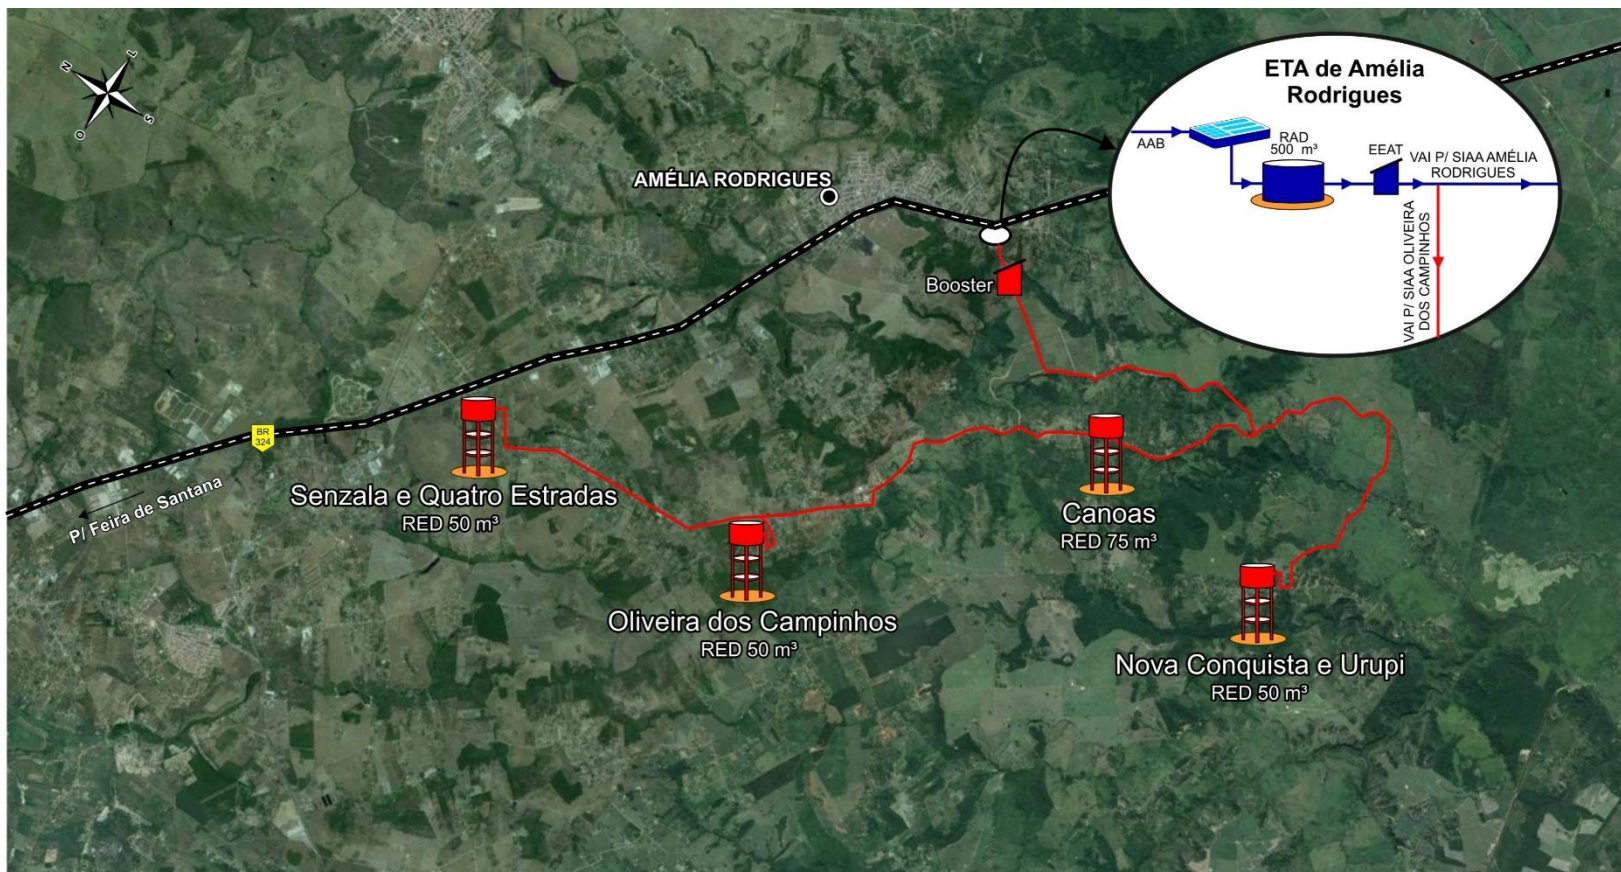 N
L
O
S
AMÉLIA RODRIGUES
Booster
ETA de Amélia
Rodrigues
AAB
RAD
500 m³
EEAT
VAI P/ SIAA AMÉLIA
RODRIGUES
VAI P/ SIAA OLIVEIRA
DOS CAMPINHOS
BR
324
P/ Feira de Santana
Senzala e Quatro Estradas
RED 50 m³
Oliveira dos Campinhos
RED 50 m³
Canoas
RED 75 m³
Nova Conquista e Urupi
RED 50 m³